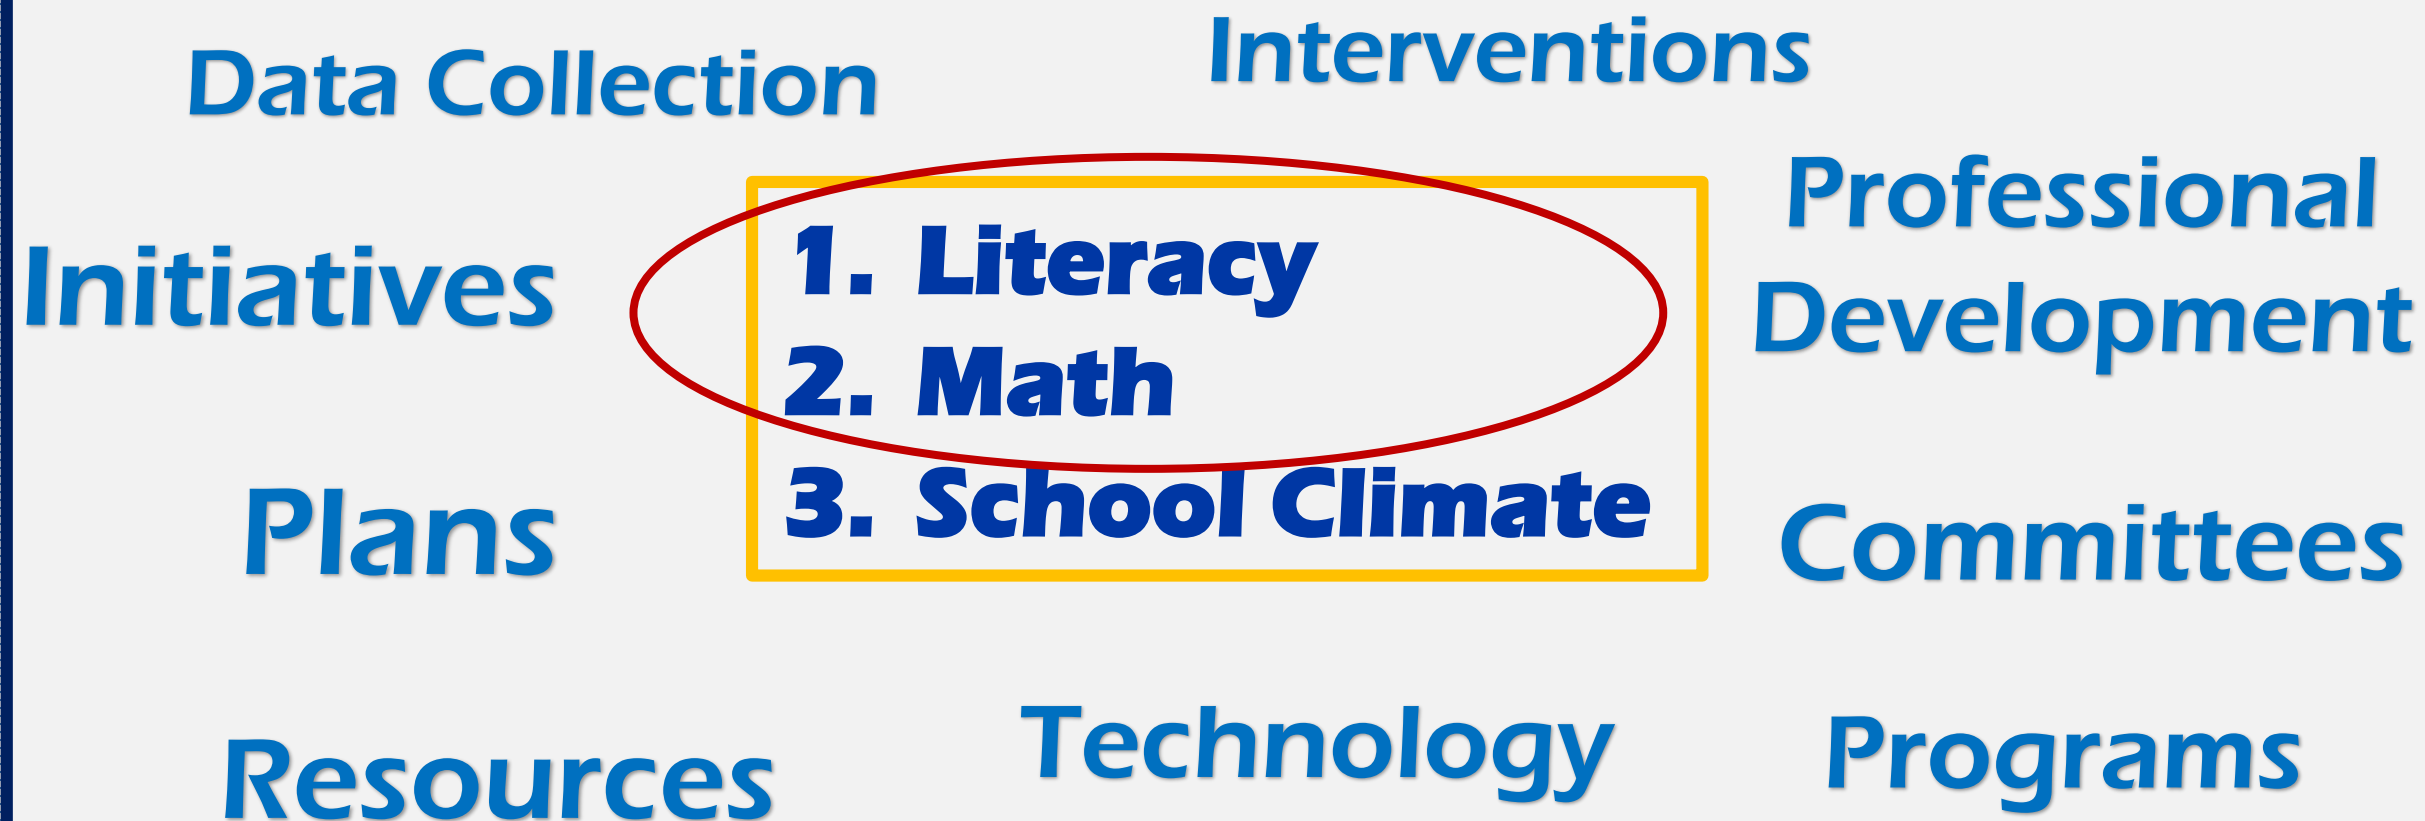 Interventions
Data Collection
Professional
Development
Initiatives
1. Literacy
2. Math
3. School Climate
Plans
Committees
Technology
Programs
Resources